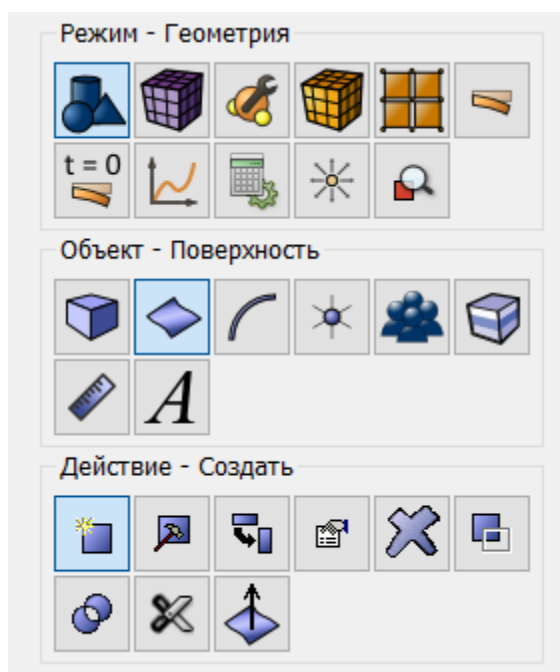 Режим - Геометрия
t = 0
Объект - Поверхность
A
Действие - Создать